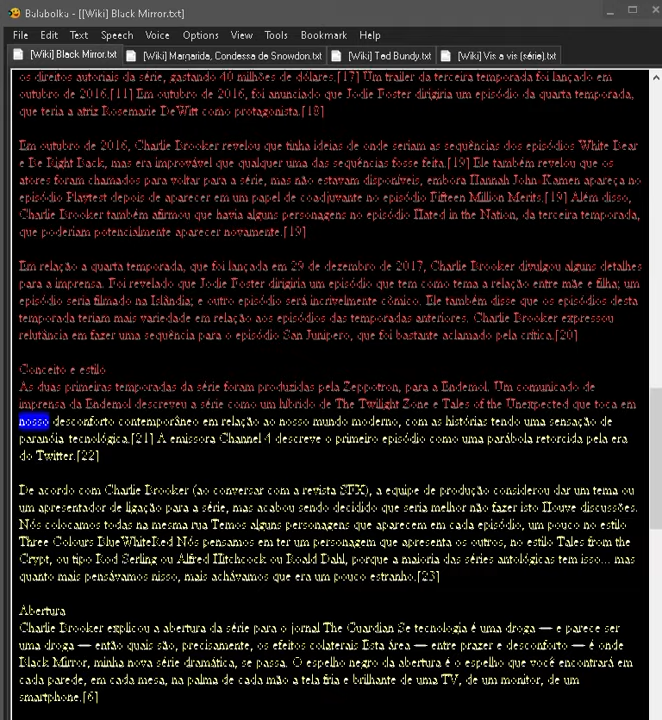 Balabolka - [[Wiki] Black Mirror.txt]
File Edit Text Speech Voice Options View Tools Bookmark Help
[Wiki] Black Mirror.txt [Wiki] Margarida, Condessa de Snowdon.txt [Wiki] Ted Bundy.txt [Wiki] Vis a vis (série).txt
os direitos autoriais da série, gastando 40 milhões de dólares.[17] Um trailer da terceira temporada foi lançado em
outubro de 2016.[11] Em outubro de 2016, foi anunciado que Jodie Foster dirigiria um episódio da quarta temporada,
que teria a atriz Rosemarie DeWitt como protagonista.[18]
Em outubro de 2016, Charlie Brooker revelou que tinha ideias de onde seriam as sequências dos episódios White Bear
e Be Right Back, mas era improvável que qualquer uma das sequências fosse feita.[19] Ele também revelou que os
atores foram chamados para voltar para a série, mas não estavam disponíveis, embora Hannah John-Kamen apareça no
episódio Playtest depois de aparecer em um papel de coadjuvante no episódio Fifteen Million Merits.[19] Além disso,
Charlie Brooker também afirmou que havia alguns personagens no episódio Hated in the Nation, da terceira temporada,
que poderiam potencialmente aparecer novamente.[19]
Em relação a quarta temporada, que foi lançada em 29 de dezembro de 2017, Charlie Brooker divulgou alguns detalhes
para a imprensa. Foi revelado que Jodie Foster dirigiria um episódio que tem como tema a relação entre mãe e filha; um
episódio seria filmado na Islândia; e outro episódio será incrivelmente cômico. Ele também disse que os episódios desta
temporada teriam mais variedade em relação aos episódios das temporadas anteriores. Charlie Brooker expressou
relutância em fazer uma sequência para o episódio San Junipero, que foi bastante aclamado pela crítica.[20]
Conceito e estilo
As duas primeiras temporadas da série foram produzidas pela Zeppotron, para a Endemol. Um comunicado de
imprensa da Endemol descreveu a série como um híbrido de The Twilight Zone e Tales of the Unexpected que toca em
nosso desconforto contemporâneo em relação ao nosso mundo moderno, com as histórias tendo uma sensação de
paranóia tecnológica.[21] A emissora Channel 4 descreve o primeiro episódio como uma parábola retorcida pela era
do Twitter.[22]
De acordo com Charlie Brooker (ao conversar com a revista SFX), a equipe de produção considerou dar um tema ou
um apresentador de ligação para a série, mas acabou sendo decidido que seria melhor não fazer isto Houve discussões.
Nós colocamos todas na mesma rua Temos alguns personagens que aparecem em cada episódio, um pouco no estilo
Three Colours BlueWhiteRed Nós pensamos em ter um personagem que apresenta os outros, no estilo Tales from the
Crypt, ou tipo Rod Serling ou Alfred Hitchcock ou Roald Dahl, porque a maioria das séries antológicas tem isso... mas
quanto mais pensávamos nisso, mais achávamos que era um pouco estranho.[23]
Abertura
Charlie Brooker explicou a abertura da série para o jornal The Guardian Se tecnologia é uma droga — e parece ser
uma droga — então quais são, precisamente, os efeitos colaterais Esta área — entre prazer e desconforto — é onde
Black Mirror, minha nova série dramática, se passa. O espelho negro da abertura é o espelho que você encontrará em
cada parede, em cada mesa, na palma de cada mão a tela fria e brilhante de uma TV, de um monitor, de um
smartphone.[6]